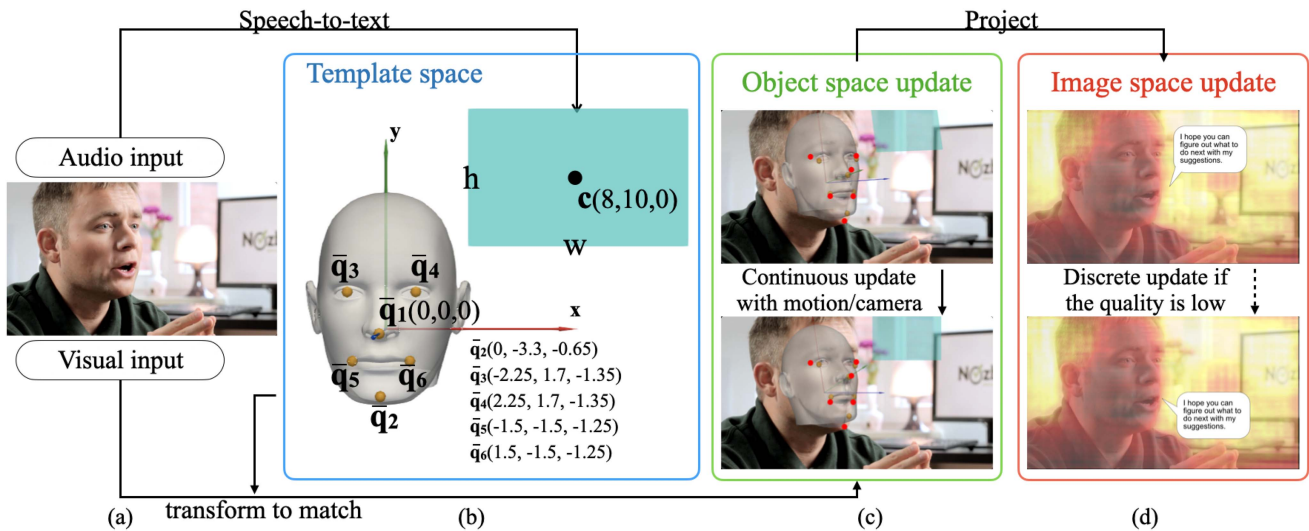 Speech-to-text
Project
Template space
Object space update
Image space update
Audio input
Visual input
y
h
c(8,10,0)
w
x
q̄3
q̄4
q̄1(0,0,0)
q̄5
q̄6
q̄2
q̄2(0, -3.3, -0.65)
q̄3(-2.25, 1.7, -1.35)
q̄4(2.25, 1.7, -1.35)
q̄5(-1.5, -1.5, -1.25)
q̄6(1.5, -1.5, -1.25)
Continuous update
with motion/camera
I hope you can
figure out what to
do next with my
suggestions.
Discrete update if
the quality is low
I hope you can
figure out what to
do next with my
suggestions.
transform to match
(a)
(b)
(c)
(d)